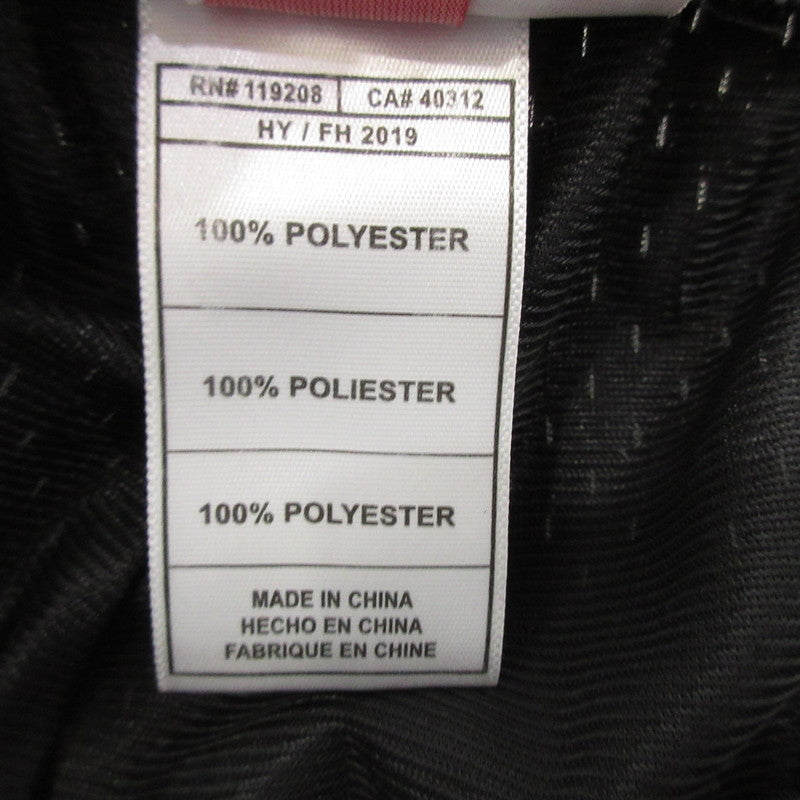 RN# 119208 CA# 40312
HY / FH 2019
100% POLYESTER
100% POLIESTER
100% POLYESTER
MADE IN CHINA
HECHO EN CHINA
FABRIQUE EN CHINE